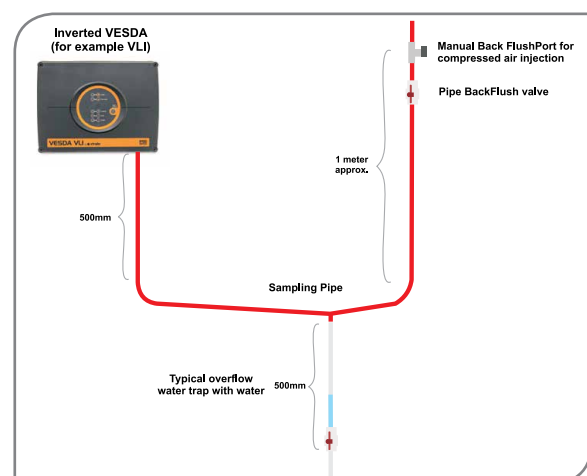 Inverted VESDA
(for example VLI)
Manual Back FlushPort for
compressed air injection
Pipe BackFlush valve
VESDA VLI
1 meter
approx.
500mm
Sampling Pipe
Typical overflow
water trap with water
500mm